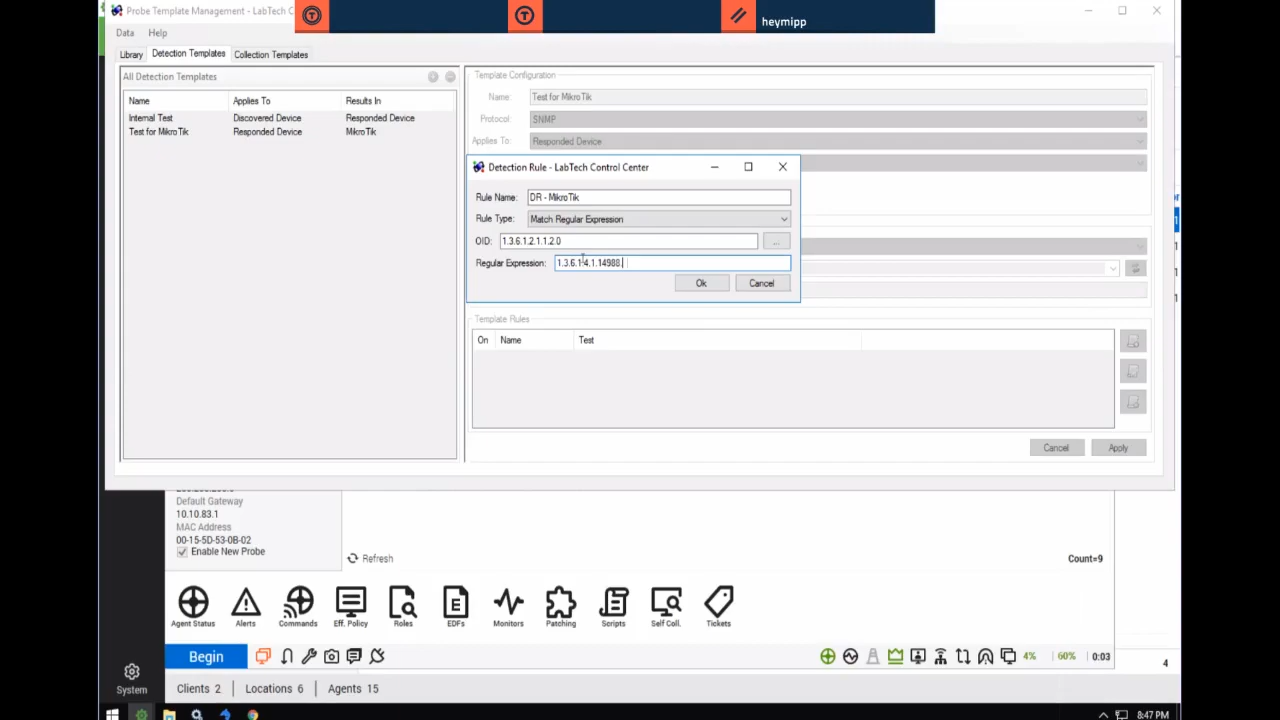 Probe Template Management - LabTech C
heymipp
Data Help
Library Detection Templates Collection Templates
All Detection Templates
Name Applies To Results In
Internal Test Discovered Device Responded Device
Test for MikroTik Responded Device MikroTik
Template Configuration
Name: Test for MikroTik
Protocol: SNMP
Applies To: Responded Device
Detection Rule - LabTech Control Center
Rule Name: DR - MikroTik
Rule Type: Match Regular Expression
OID: 1.3.6.1.2.1.1.2.0 ...
Regular Expression: 1.3.6.1.4.1.14988.
Ok Cancel
Template Rules
On Name Test
Cancel Apply
Default Gateway
10.10.83.1
MAC Address
00-15-5D-53-0B-02
Enable New Probe
Refresh
Count=9
Agent Status Alerts Commands Eff. Policy Roles EDFs Monitors Patching Scripts Self Coll. Tickets
Begin 4% 60% 0:03
4
System
Clients 2 Locations 6 Agents 15
8:47 PM